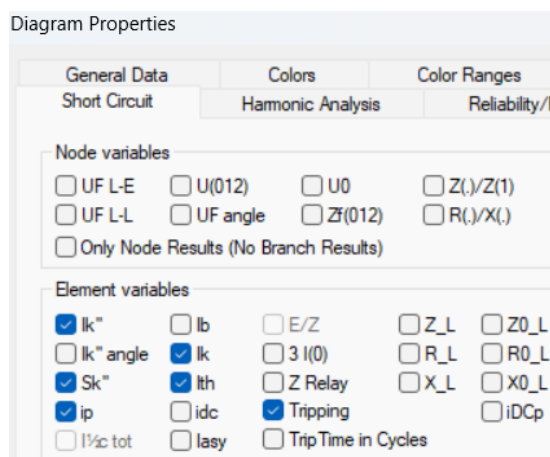 Diagram Properties
General Data Colors Color Ranges
Short Circuit Harmonic Analysis Reliability/
Node variables
UF L-E U(012) U0 Z(.)/Z(1)
UF L-L UF angle Zf(012) R(.)/X(.)
Only Node Results (No Branch Results)
Element variables
Ik" Ib E/Z Z_L Z0_L
Ik" angle Ik 3 I(0) R_L R0_L
Sk" Ith Z Relay X_L X0_L
ip idc Tripping iDCp
I½c tot Iasy Trip Time in Cycles